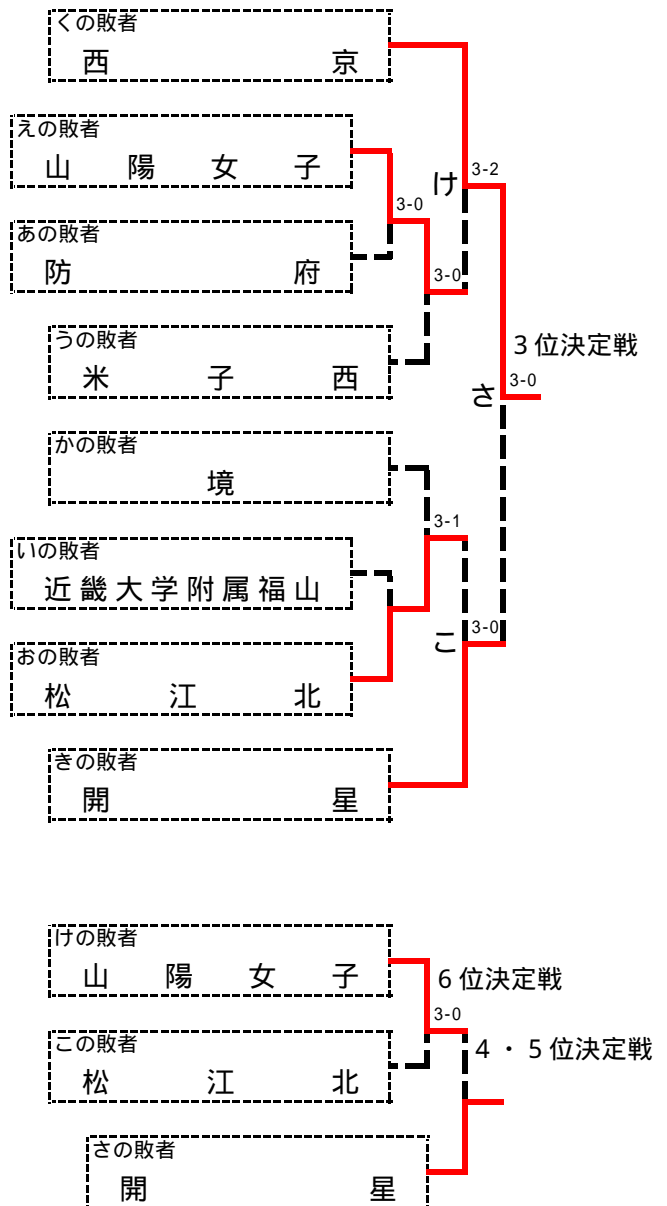 くの敗者
西京
えの敗者
山陽女子
あの敗者
防府
うの敗者
米子西
かの敗者
境
いの敗者
近畿大学附属福山
おの敗者
松江北
きの敗者
開星
け
3-2
3-0
3-0
3位決定戦
さ
3-0
3-1
こ
3-0
けの敗者
山陽女子
6位決定戦
3-0
この敗者
松江北
4・5位決定戦
さの敗者
開星